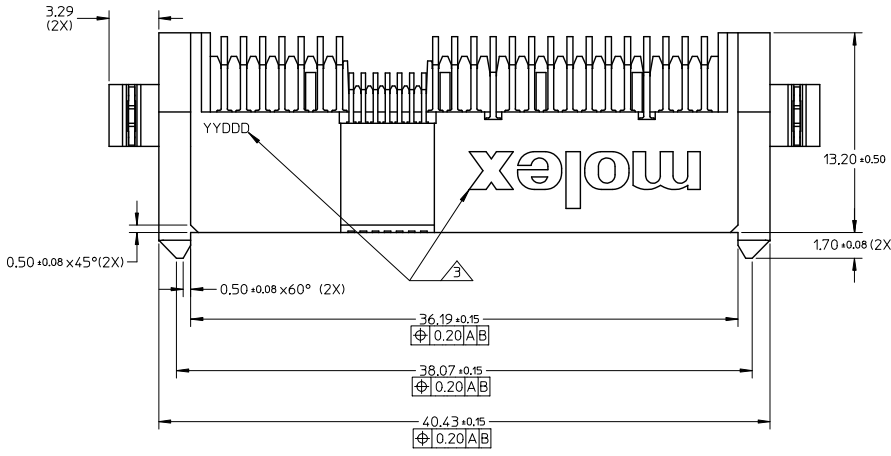 3.29
(2X)
YYDDD
molex
13.20 ±0.50
1.70 ±0.08 (2X
0.50 ±0.08 x45°(2X)
3
0.50 ±0.08 x60° (2X)
36.19 ±0.15
⌖ 0.20 A B
38.07 ±0.15
⌖ 0.20 A B
40.43 ±0.15
⌖ 0.20 A B